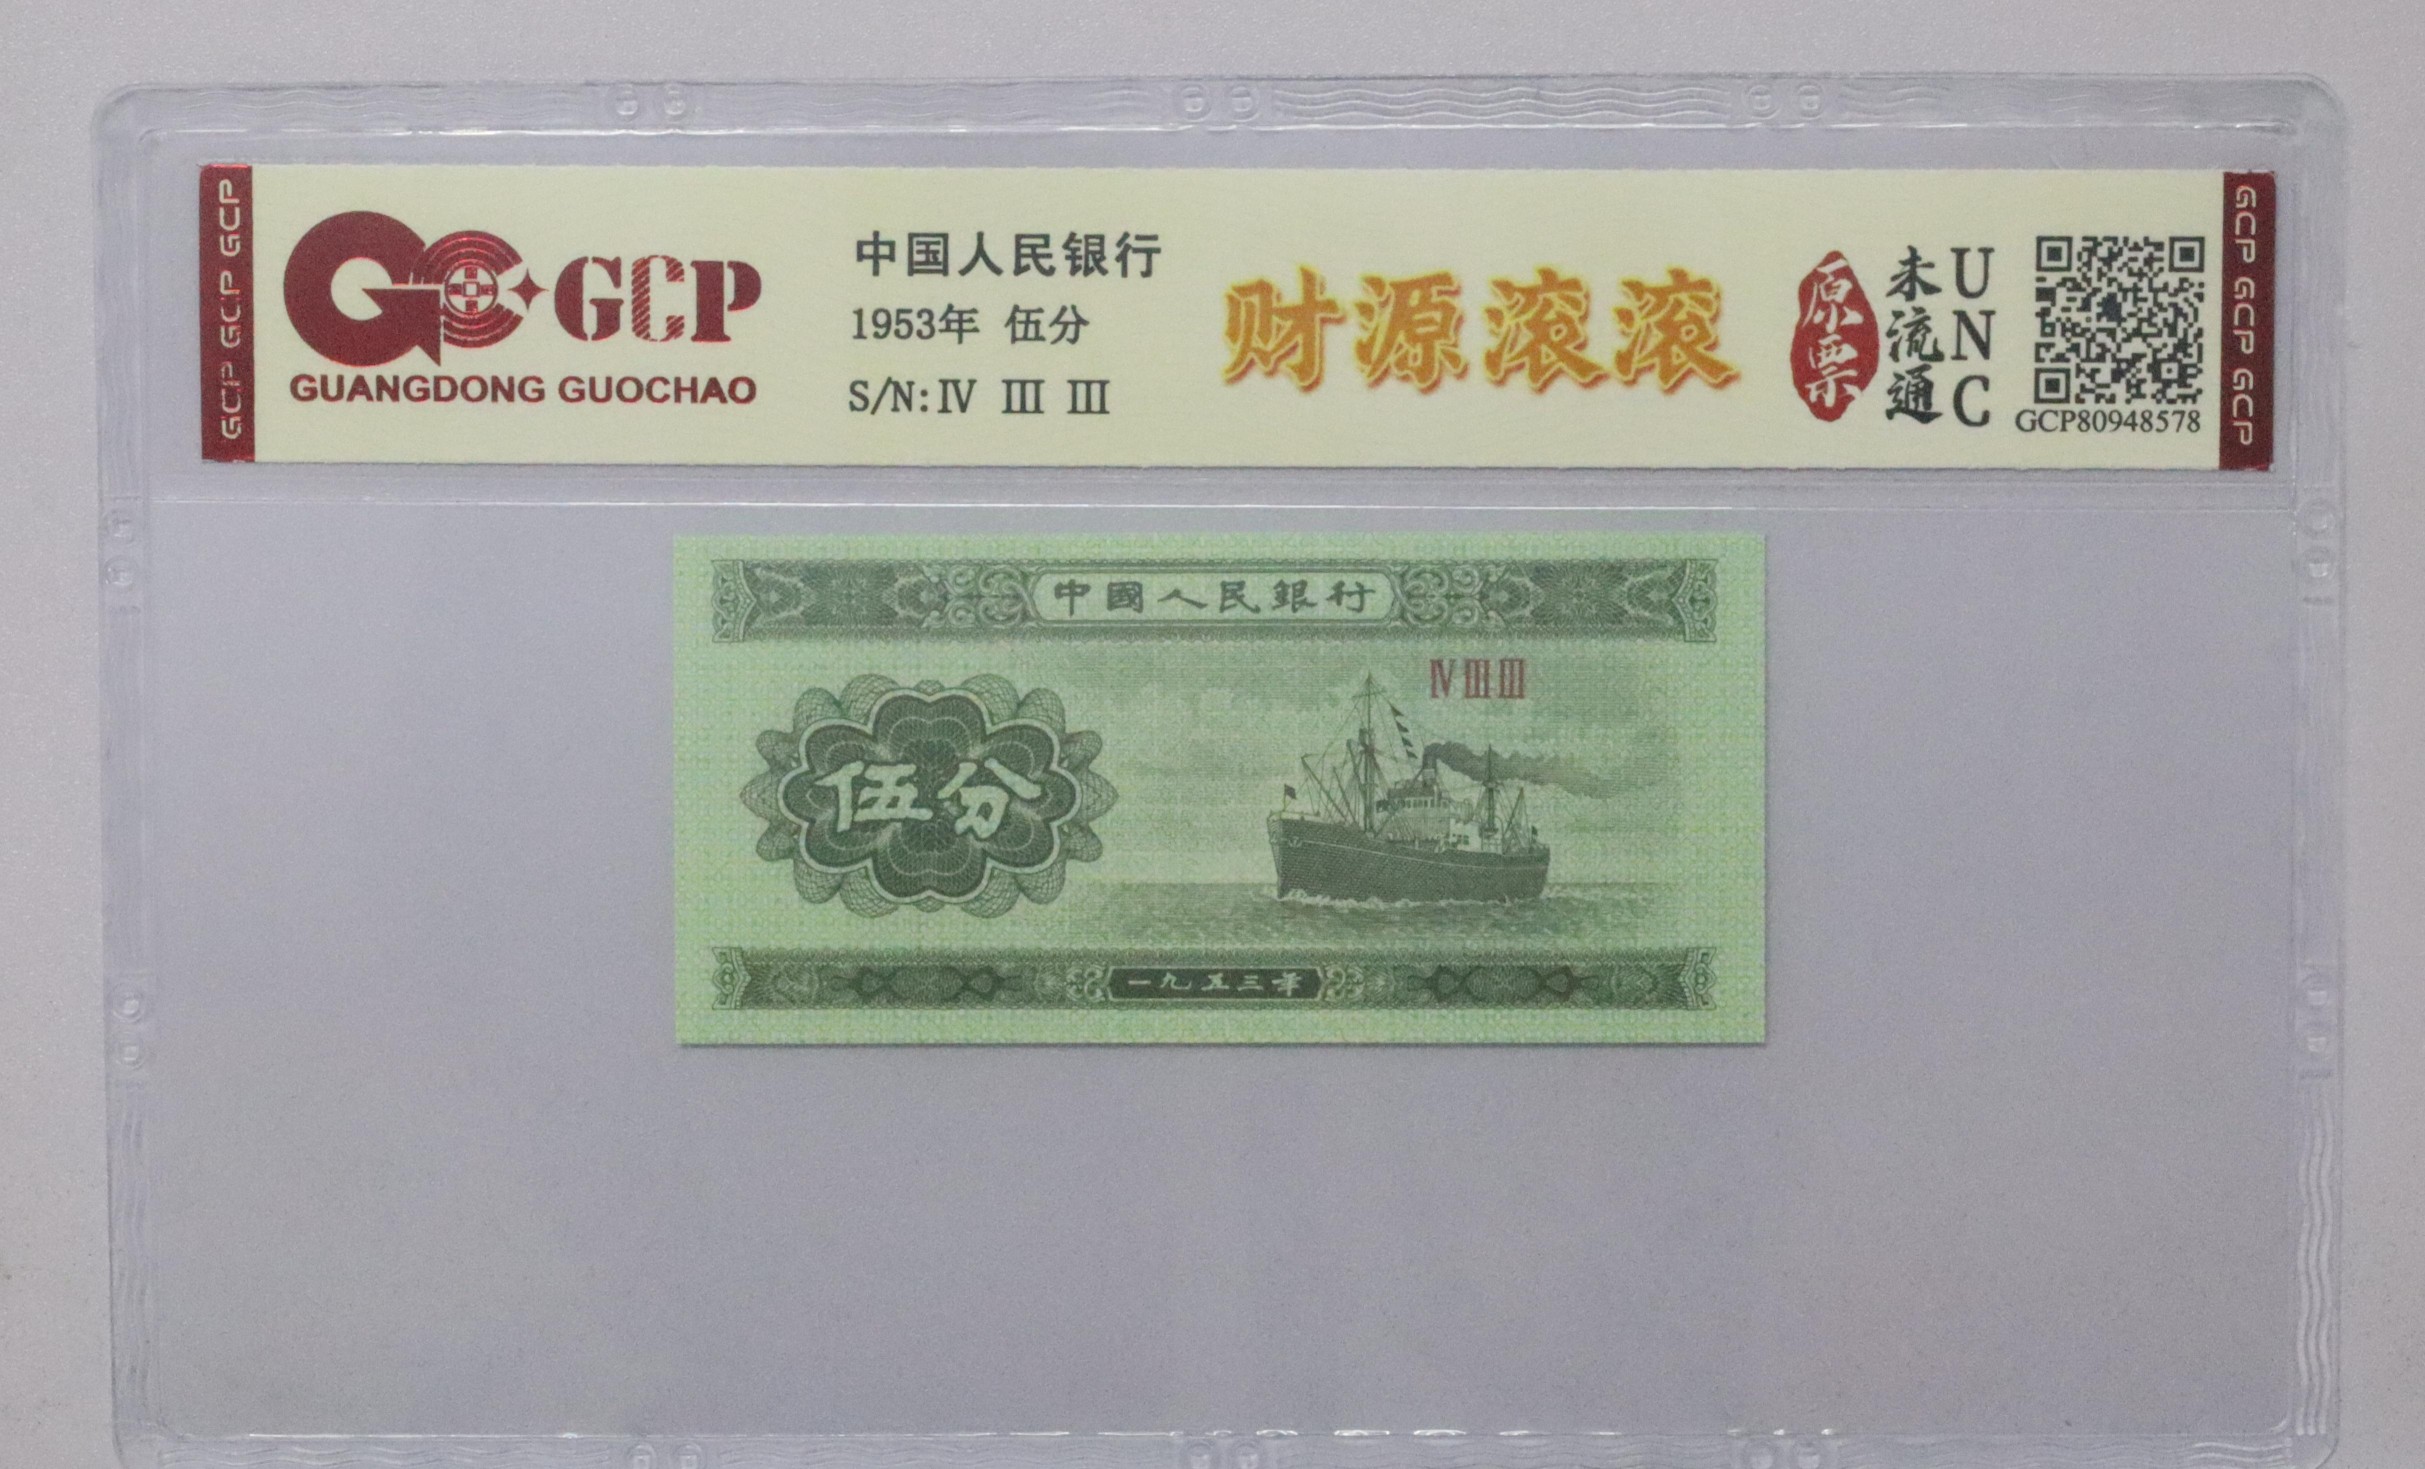 GCP GCP GCP
GCP
GUANGDONG GUOCHAO
中国人民银行
1953年 伍分
S/N:Ⅳ Ⅲ Ⅲ
财源滚滚
原票
未流通
UNC
GCP80948578
GCP GCP GCP
中國人民銀行
Ⅳ Ⅲ Ⅲ
伍分
一九五三年